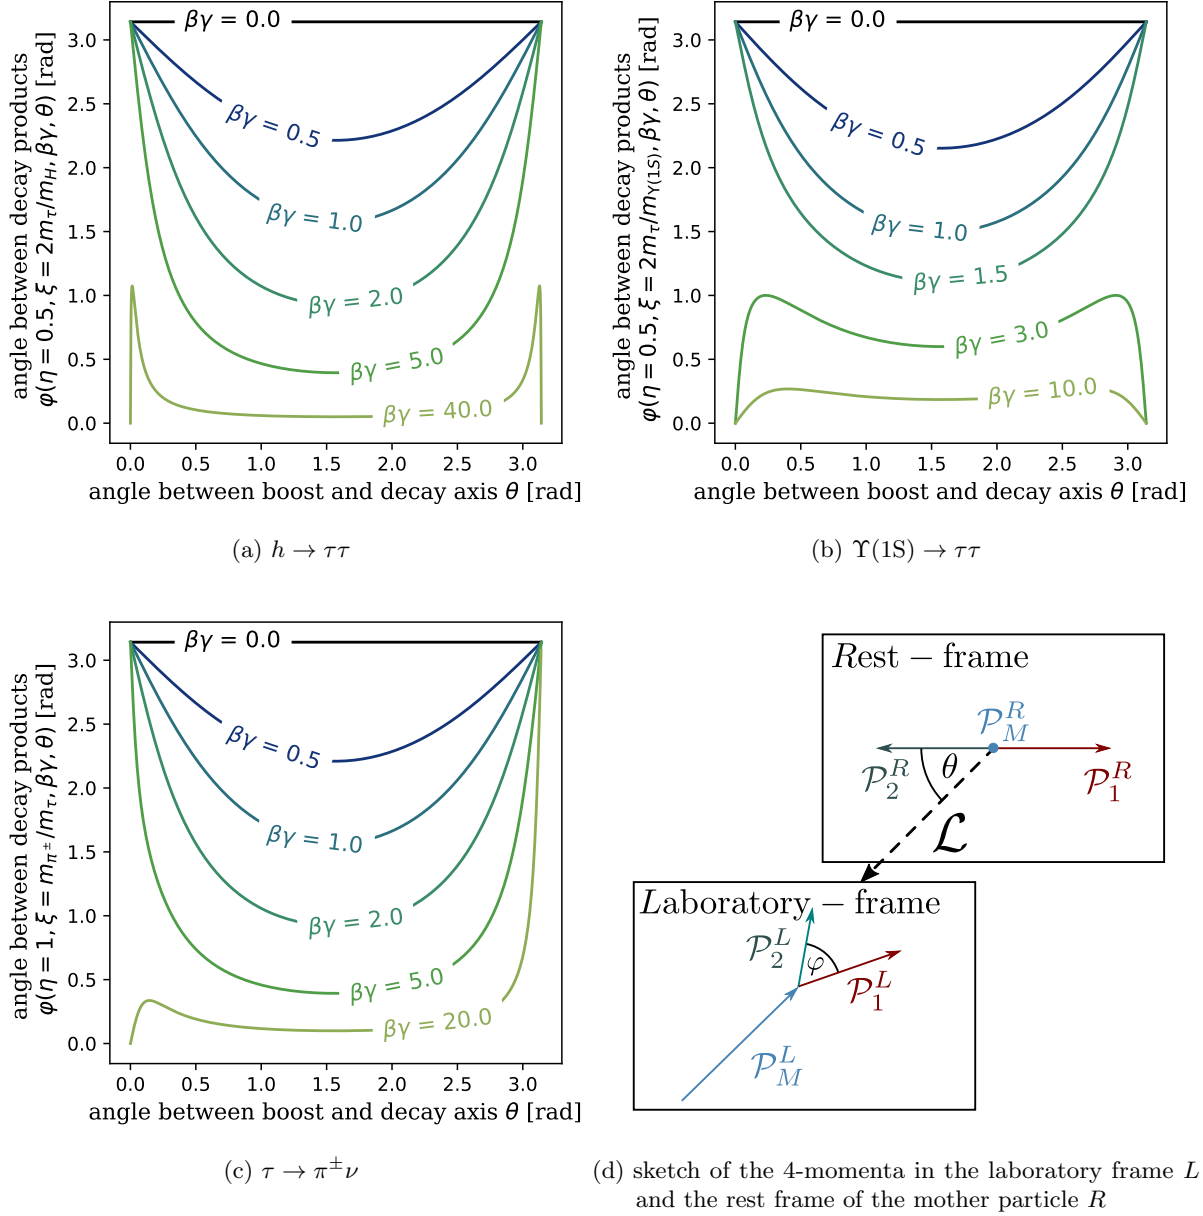 βγ = 0.0
βγ = 0.5
βγ = 1.0
βγ = 2.0
βγ = 5.0
βγ = 40.0
3.0
2.5
2.0
1.5
1.0
0.5
0.0
0.0 0.5 1.0 1.5 2.0 2.5 3.0
angle between decay products
φ(η = 0.5, ξ = 2m_τ/m_H, βγ, θ) [rad]
angle between boost and decay axis θ [rad]
(a) h → ττ
βγ = 0.0
βγ = 0.5
βγ = 1.0
βγ = 1.5
βγ = 3.0
βγ = 10.0
3.0
2.5
2.0
1.5
1.0
0.5
0.0
0.0 0.5 1.0 1.5 2.0 2.5 3.0
angle between decay products
φ(η = 0.5, ξ = 2m_τ/m_Υ(1S), βγ, θ) [rad]
angle between boost and decay axis θ [rad]
(b) Υ(1S) → ττ
βγ = 0.0
βγ = 0.5
βγ = 1.0
βγ = 2.0
βγ = 5.0
βγ = 20.0
3.0
2.5
2.0
1.5
1.0
0.5
0.0
0.0 0.5 1.0 1.5 2.0 2.5 3.0
angle between decay products
φ(η = 1, ξ = m_π±/m_τ, βγ, θ) [rad]
angle between boost and decay axis θ [rad]
(c) τ → π±ν
Rest − frame
P_M^R
P_2^R
θ
P_1^R
L
Laboratory − frame
P_2^L
φ
P_1^L
P_M^L
(d) sketch of the 4-momenta in the laboratory frame L
and the rest frame of the mother particle R